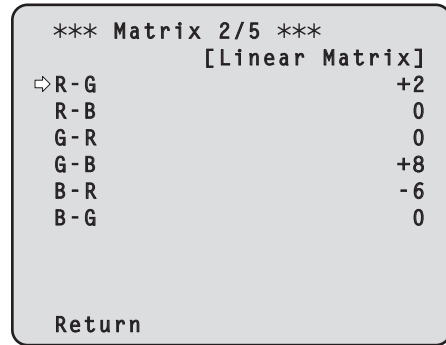 *** Matrix 2/5 ***
[Linear Matrix]
⇨R-G +2
R-B 0
G-R 0
G-B +8
B-R -6
B-G 0
Return